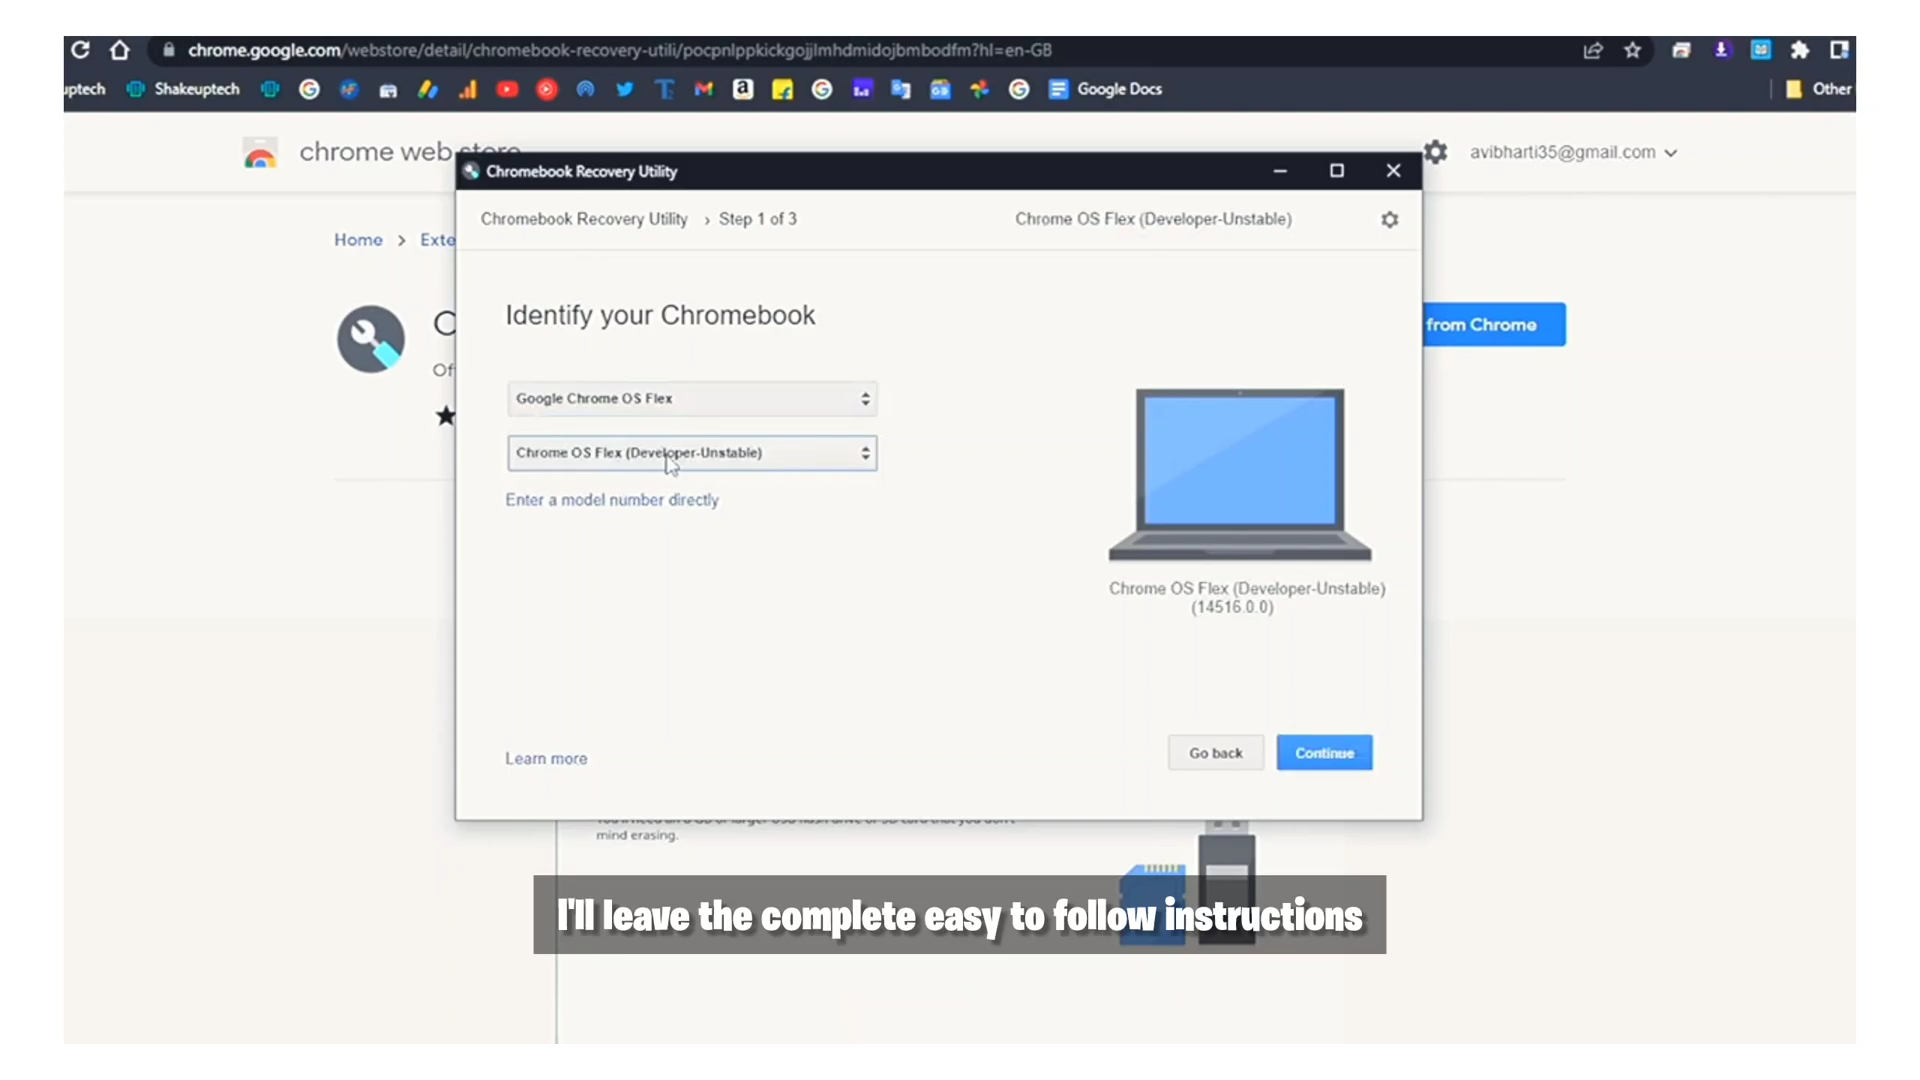 chrome.google.com/webstore/detail/chromebook-recovery-utili/pocpnlppkickgojjlmhdmidojbmbodfm?hl=en-GB
uptech Shakeuptech Google Docs Other
chrome web store
avibharti35@gmail.com
Chromebook Recovery Utility
Chromebook Recovery Utility › Step 1 of 3
Chrome OS Flex (Developer-Unstable)
Home > Exte
Identify your Chromebook
C
from Chrome
Of
Google Chrome OS Flex
Chrome OS Flex (Developer-Unstable)
Enter a model number directly
Chrome OS Flex (Developer-Unstable)
(14516.0.0)
Learn more
Go back
Continue
mind erasing.
I'll leave the complete easy to follow instructions